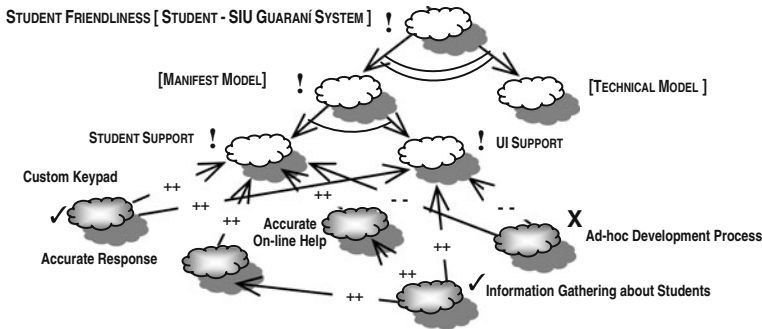 STUDENT FRIENDLINESS [ STUDENT - SIU GUARANÍ SYSTEM ] !
[MANIFEST MODEL] !
[TECHNICAL MODEL ]
STUDENT SUPPORT !
! UI SUPPORT
Custom Keypad
++
++
++
++
- -
- -
✓
Accurate
On-line Help
X
Ad-hoc Development Process
Accurate Response
++
++
++
✓
Information Gathering about Students